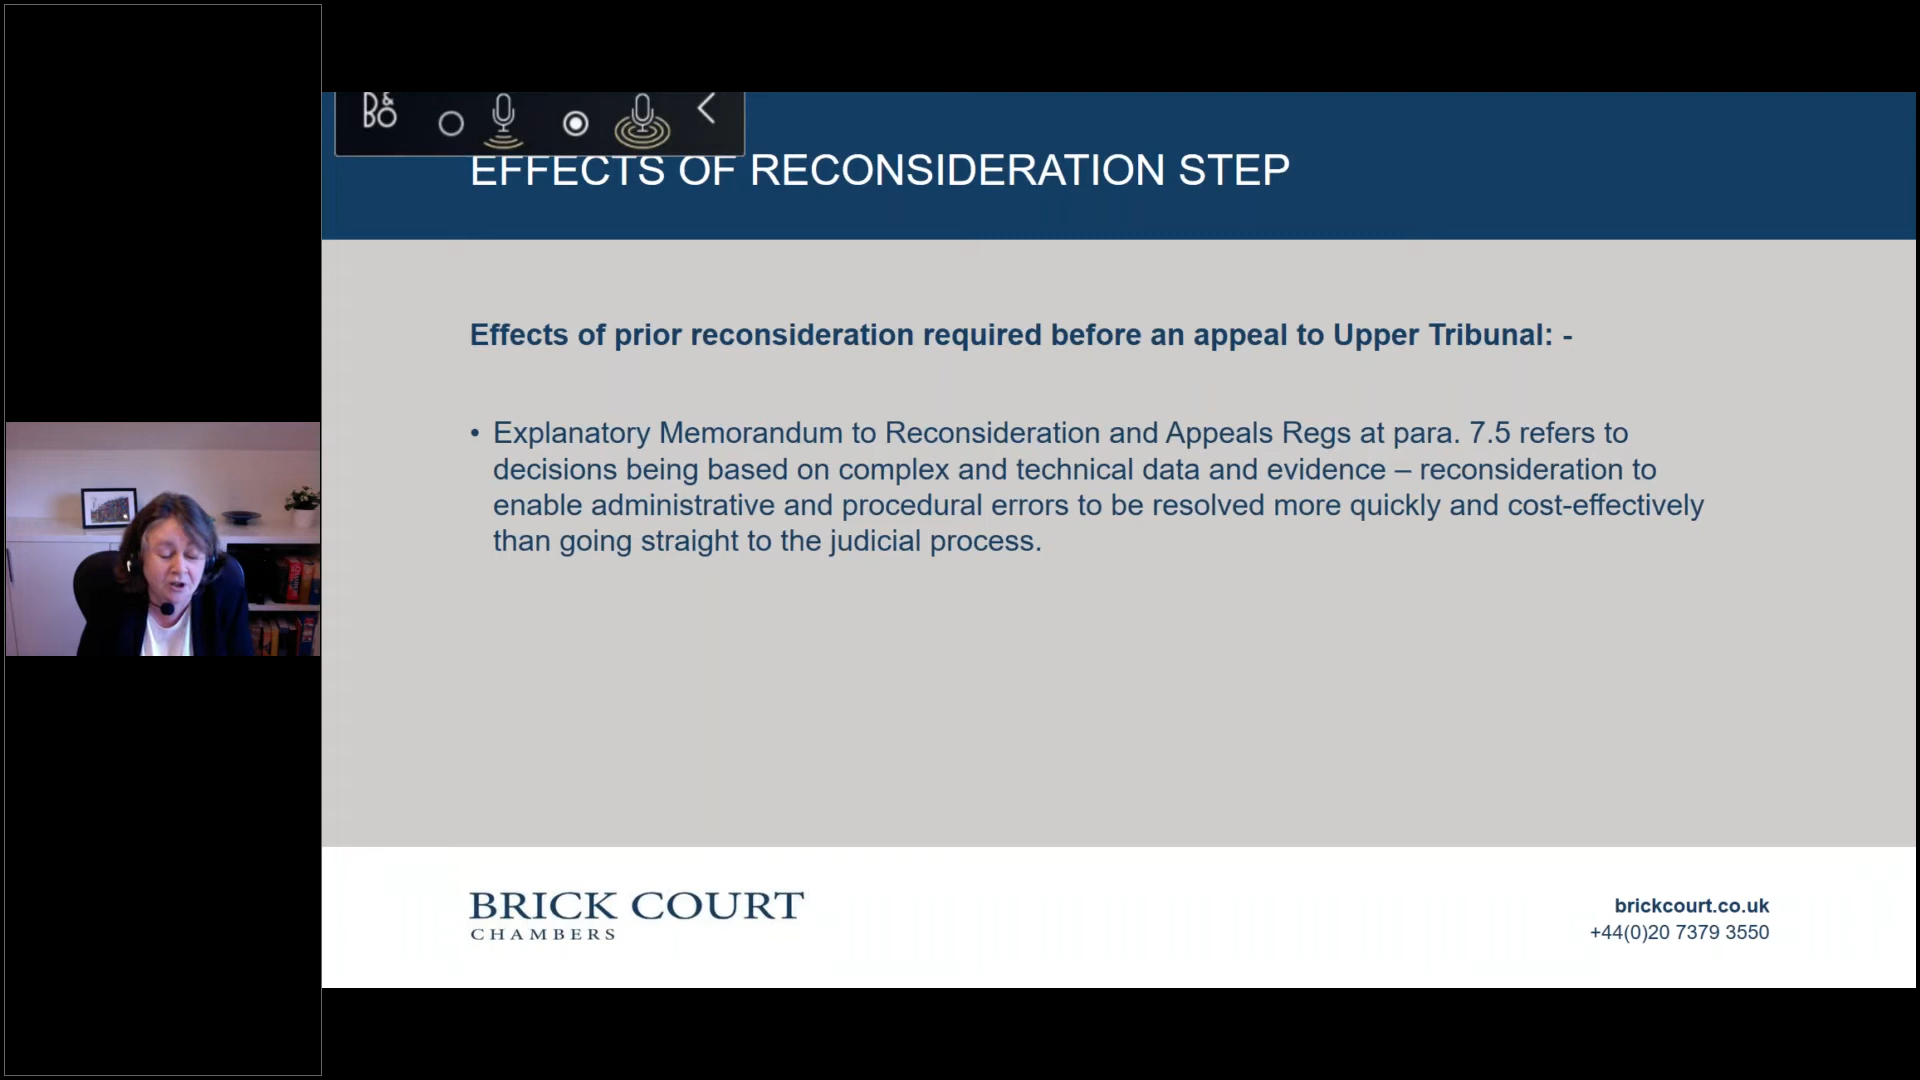 B&O
EFFECTS OF RECONSIDERATION STEP
Effects of prior reconsideration required before an appeal to Upper Tribunal: -
• Explanatory Memorandum to Reconsideration and Appeals Regs at para. 7.5 refers to
decisions being based on complex and technical data and evidence – reconsideration to
enable administrative and procedural errors to be resolved more quickly and cost-effectively
than going straight to the judicial process.
BRICK COURT
CHAMBERS
brickcourt.co.uk
+44(0)20 7379 3550